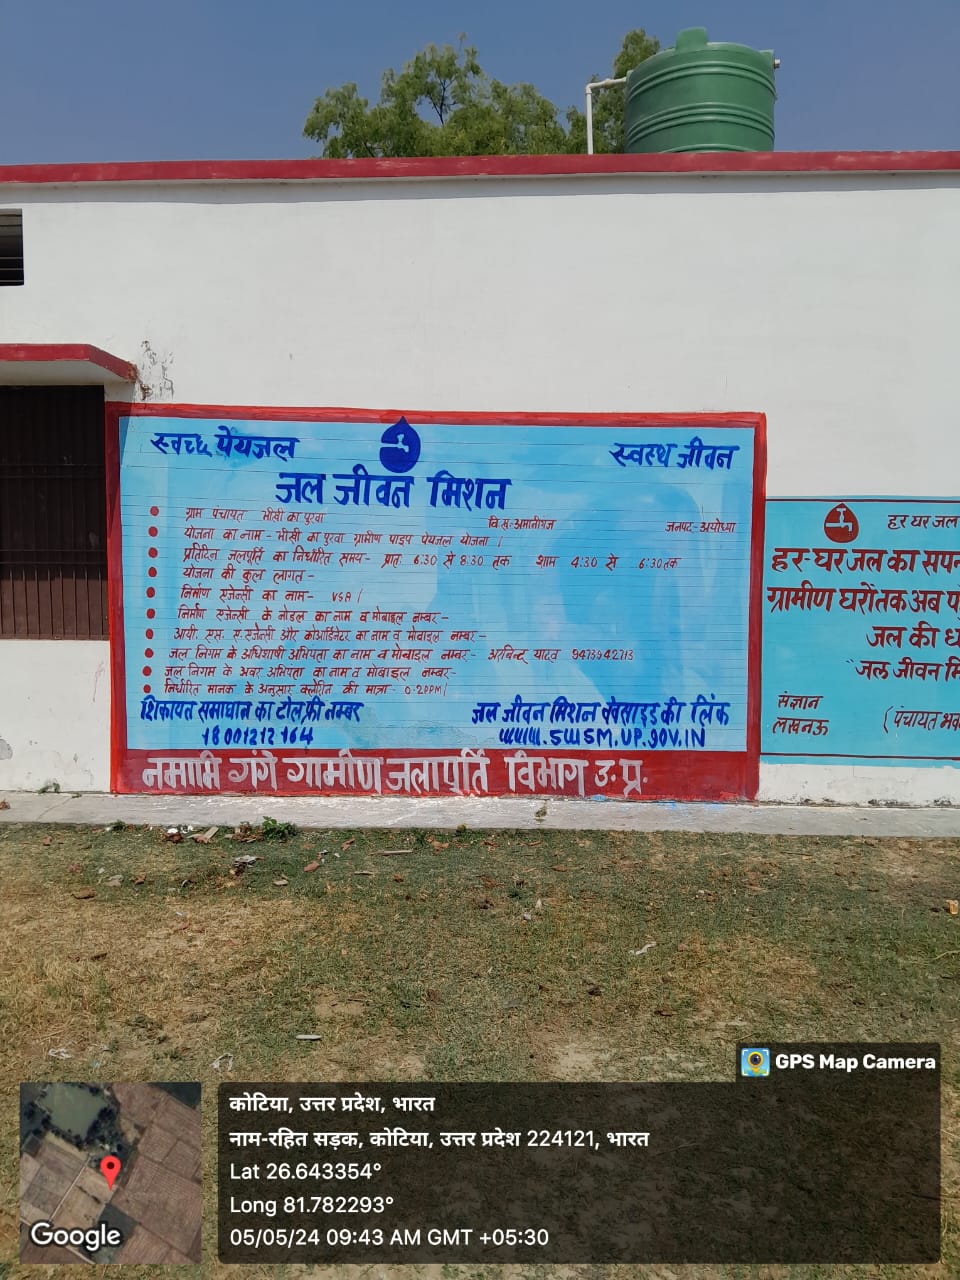 स्वच्छ पेयजल
स्वस्थ जीवन
जल जीवन मिशन
ग्राम पंचायत भीखी का पुरवा वि.ख.-अमानीगंज जनपद-अयोध्या
योजना का नाम - भीखी का पुरवा ग्रामीण पाइप पेयजल योजना।
प्रतिदिन जलपूर्ति का निर्धारित समय- प्रात: 6:30 से 8:30 तक शाम 4:30 से 6:30 तक
योजना की कुल लागत-
निर्माण एजेन्सी का नाम- VSA।
निर्माण एजेन्सी के नोडल का नाम व मोबाइल नम्बर-
आयी. एस. ए. एजेन्सी और कोआर्डिनेटर का नाम व मोबाइल नम्बर-
जल निगम के अधिशाषी अभियंता का नाम व मोबाइल नम्बर- अरविन्द यादव 9473942713
जल निगम के अवर अभियंता का नाम व मोबाइल नम्बर-
निर्धारित मानक के अनुसार क्लोरिन की मात्रा- 0.2PPM।
शिकायत समाधान का टोल फ्री नम्बर
18001212164
जल जीवन मिशन वेबसाइड की लिंक
WWW.SWSM.UP.GOV.IN
नमामि गंगे ग्रामीण जलापूर्ति विभाग उ.प्र.
हर घर जल
हर-घर जल का सपन
ग्रामीण घरों तक अब
जल की
"जल जीवन मि
संज्ञान
लखनऊ
(पंचायत भव
GPS Map Camera
कोटिया, उत्तर प्रदेश, भारत
नाम-रहित सड़क, कोटिया, उत्तर प्रदेश 224121, भारत
Lat 26.643354°
Long 81.782293°
05/05/24 09:43 AM GMT +05:30
Google